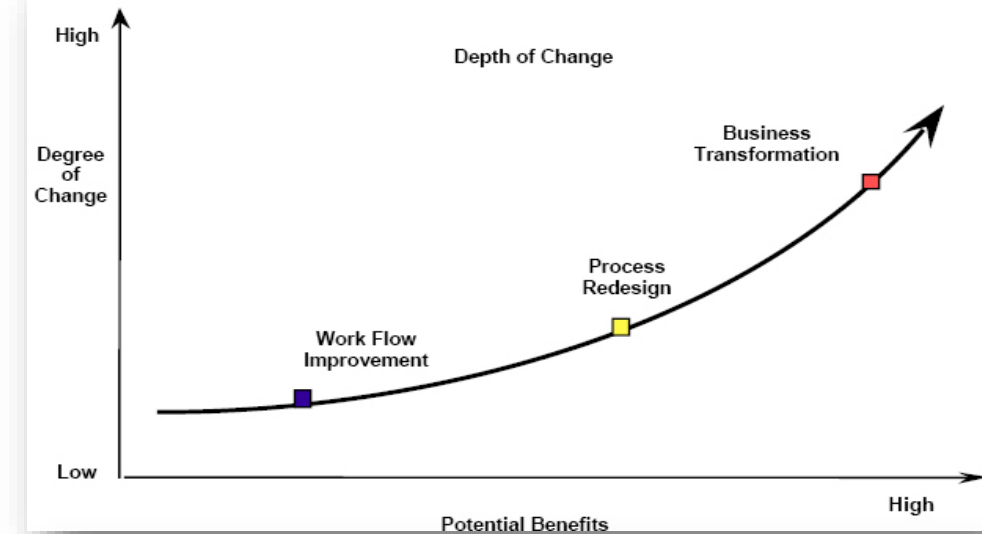 High
Depth of Change
Business
Transformation
Degree
of
Change
Process
Redesign
Work Flow
Improvement
Low
High
Potential Benefits